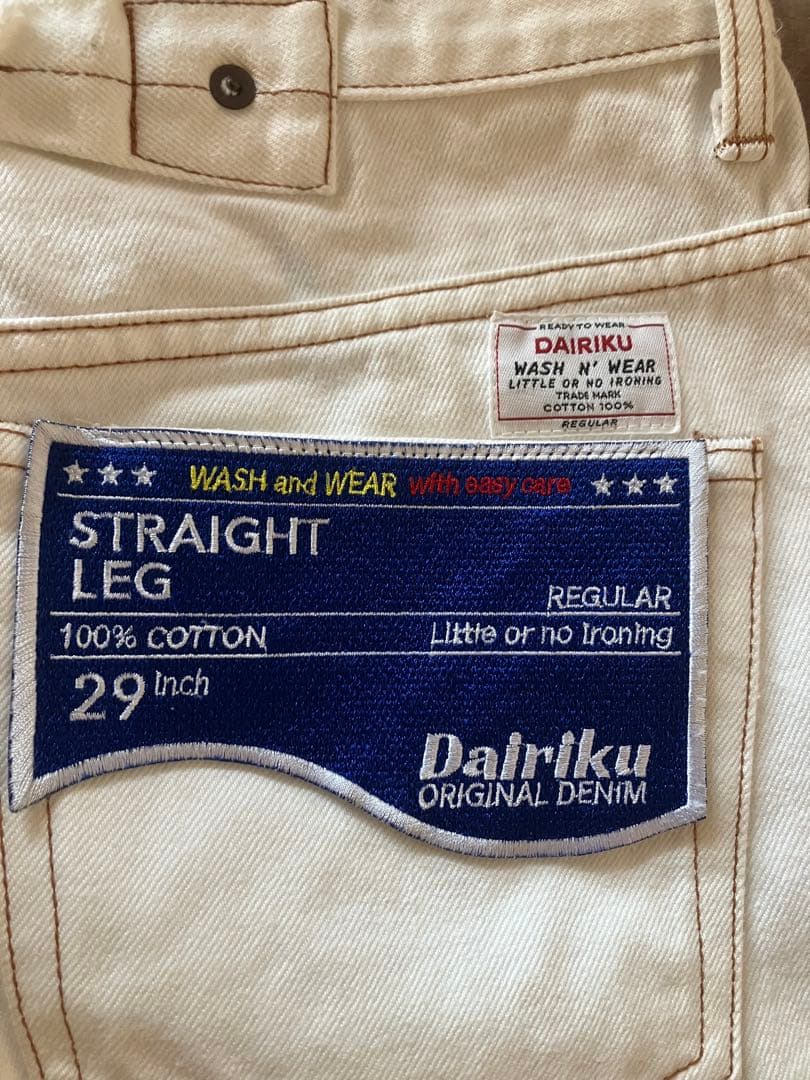 READY TO WEAR
DAIRIKU
WASH N' WEAR
LITTLE OR NO IRONING
TRADE MARK
COTTON 100%
REGULAR
★ ★ ★ WASH and WEAR with easy care ★ ★ ★
STRAIGHT
LEG
REGULAR
100% COTTON
Little or no Ironing
29 Inch
Dairiku
ORIGINAL DENIM